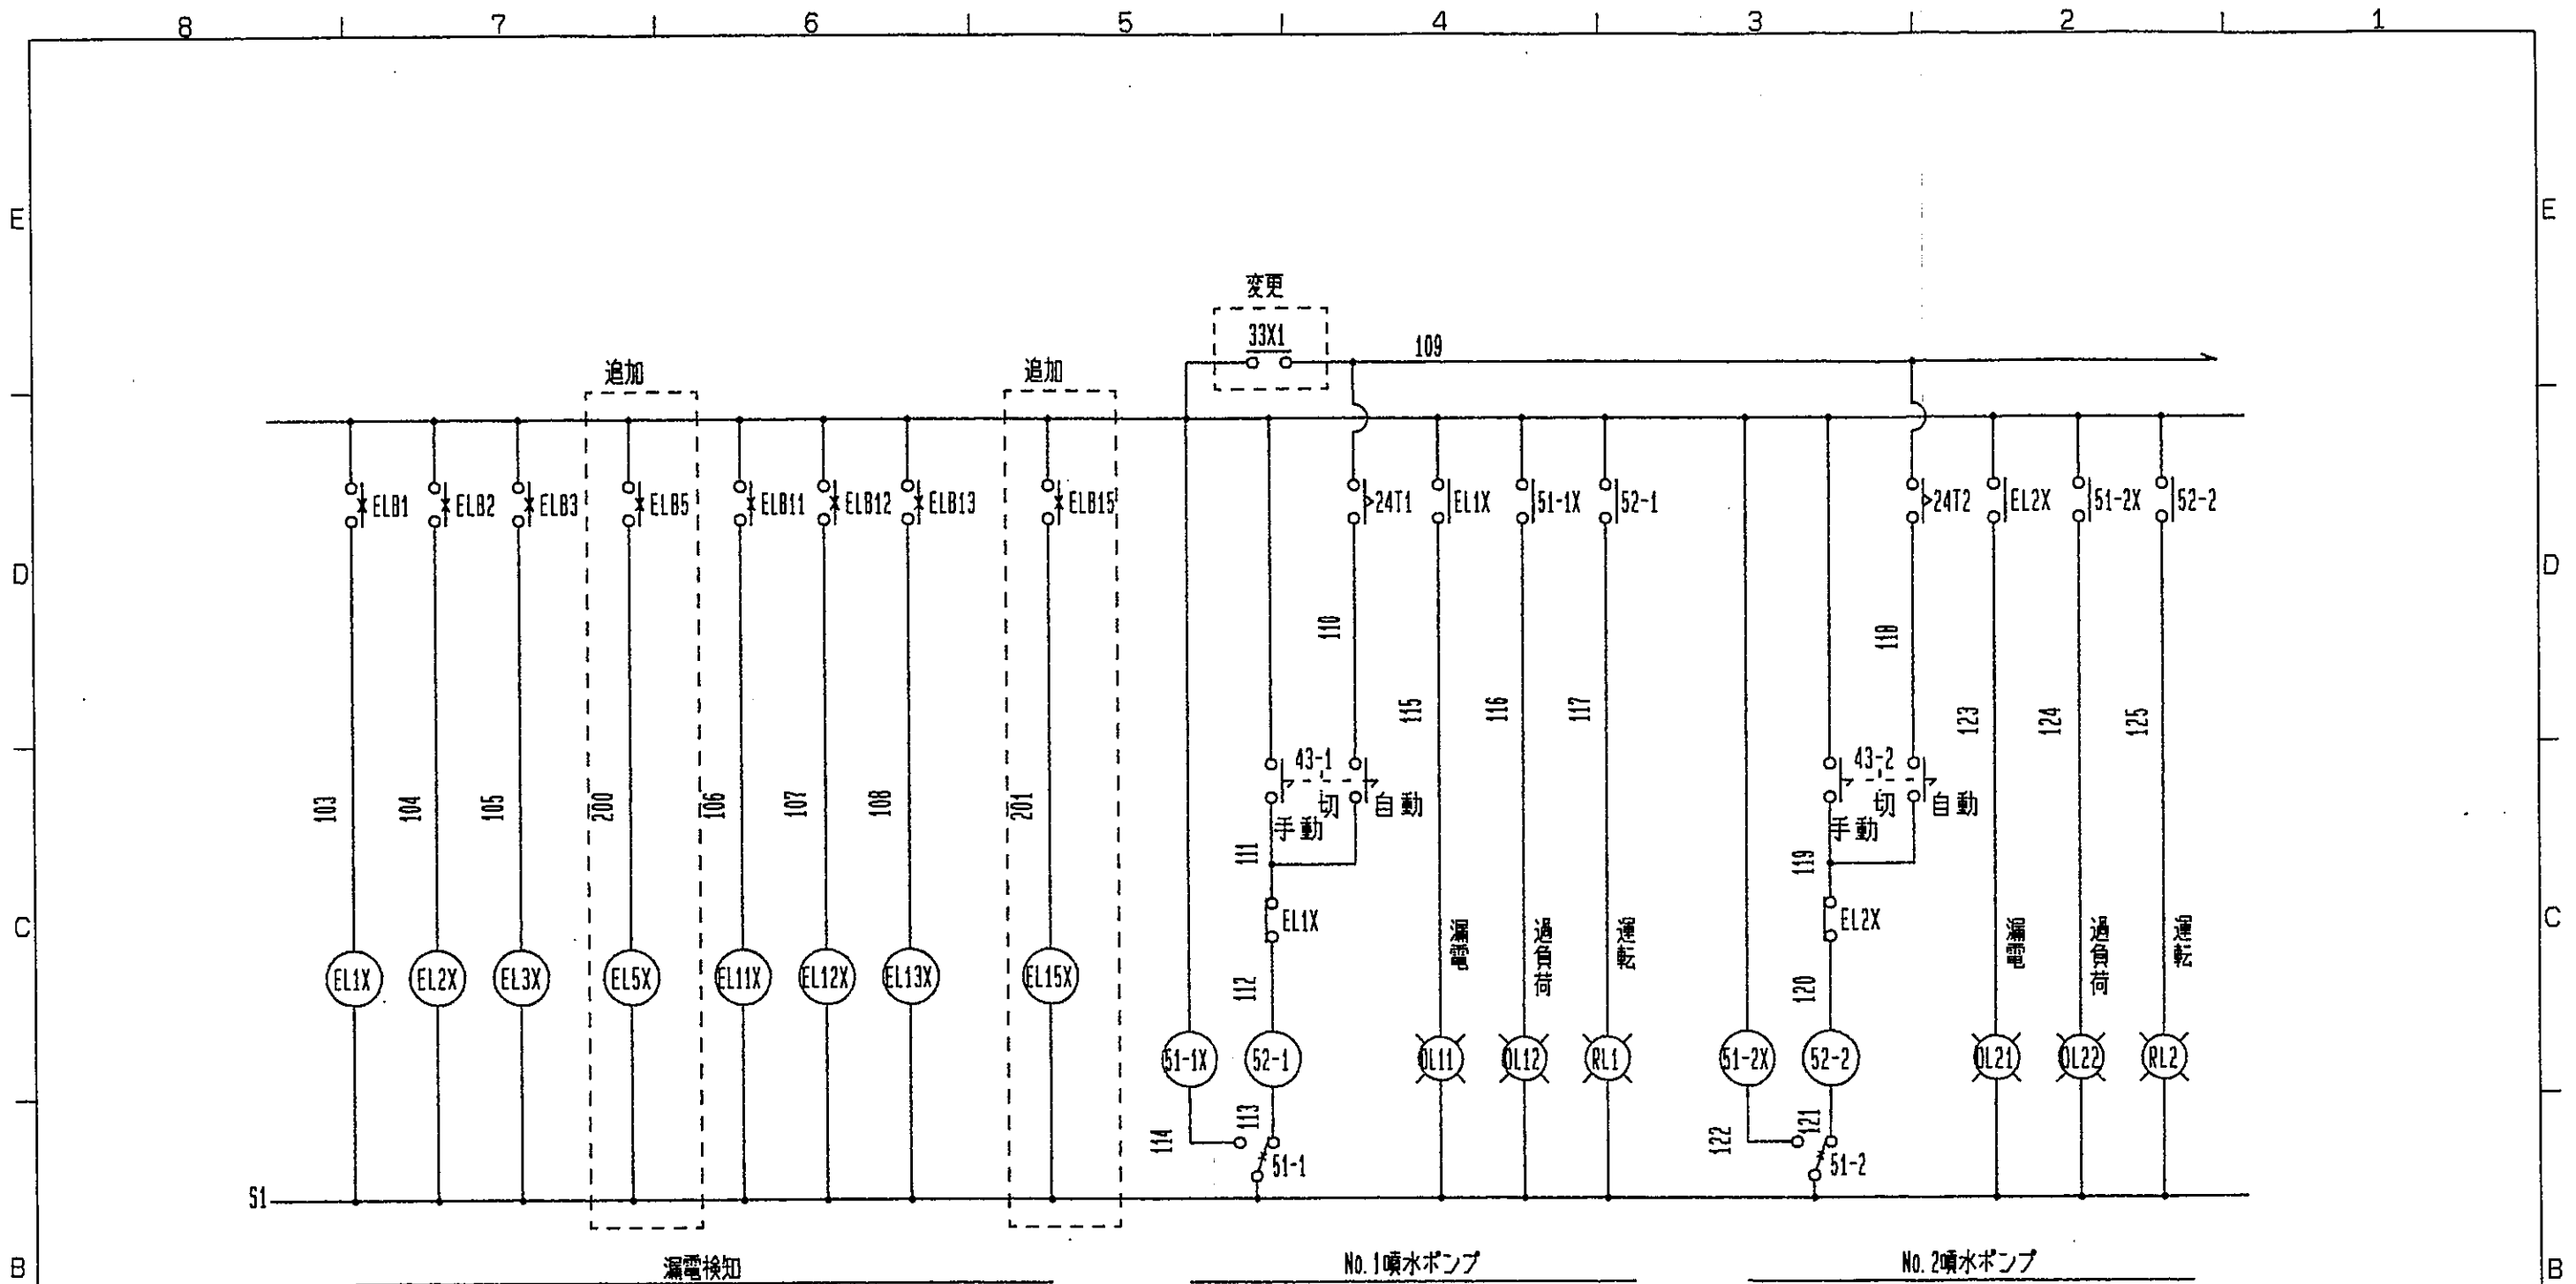 8 7 6 5 4 3 2 1
E E
変更
33X1
109
追加 追加
ELB1 ELB2 ELB3 ELB5 ELB11 ELB12 ELB13 ELB15 24T1 EL1X 51-1X 52-1 24T2 EL2X 51-2X 52-2
D D
110 118
115 116 117 123 124 125
43-1 43-2
103 104 105 200 106 107 108 201
切 自動 切 自動
手動 手動
111 119
EL1X EL2X
C C
漏電 過負荷 運転 漏電 過負荷 運転
EL1X EL2X EL3X EL5X EL11X EL12X EL13X EL15X
112 120
51-1X 52-1 OL11 OL12 RL1 51-2X 52-2 OL21 OL22 RL2
114 113 122 121
51-1 51-2
S1
漏電検知 No.1噴水ポンプ No.2噴水ポンプ
B B